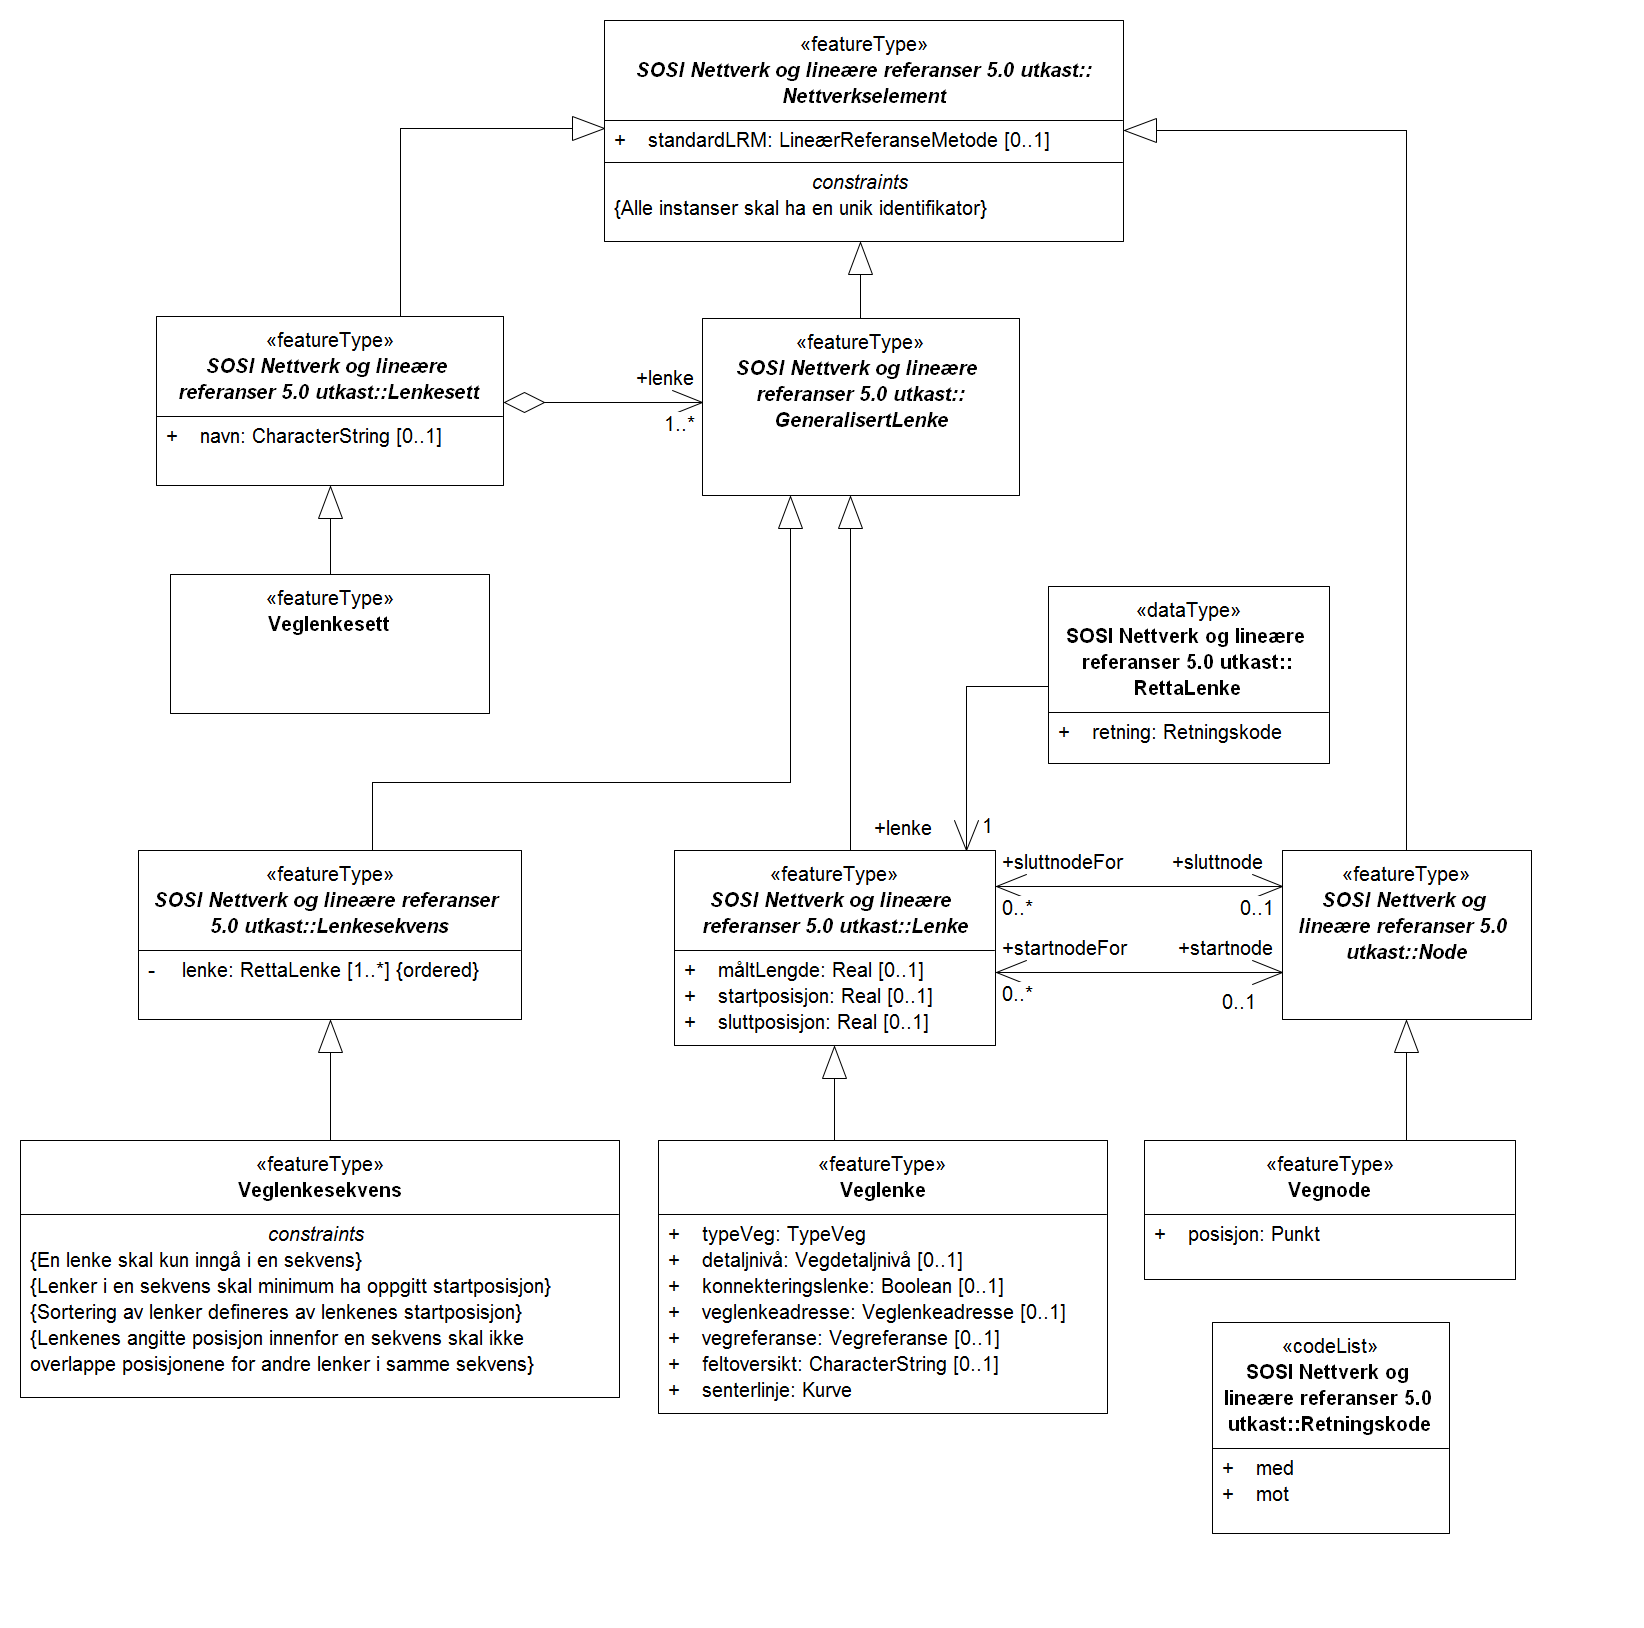 «featureType»
SOSI Nettverk og lineære referanser 5.0 utkast::
Nettverkselement
+ standardLRM: LineærReferanseMetode [0..1]
constraints
{Alle instanser skal ha en unik identifikator}
«featureType»
SOSI Nettverk og lineære
referanser 5.0 utkast::Lenkesett
+ navn: CharacterString [0..1]
+lenke
1..*
«featureType»
SOSI Nettverk og lineære
referanser 5.0 utkast::
GeneralisertLenke
«featureType»
Veglenkesett
«dataType»
SOSI Nettverk og lineære
referanser 5.0 utkast::
RettaLenke
+ retning: Retningskode
+lenke
1
«featureType»
SOSI Nettverk og lineære referanser
5.0 utkast::Lenkesekvens
- lenke: RettaLenke [1..*] {ordered}
«featureType»
SOSI Nettverk og lineære
referanser 5.0 utkast::Lenke
+ måltLengde: Real [0..1]
+ startposisjon: Real [0..1]
+ sluttposisjon: Real [0..1]
+sluttnodeFor
+sluttnode
0..*
0..1
+startnodeFor
+startnode
0..*
0..1
«featureType»
SOSI Nettverk og
lineære referanser 5.0
utkast::Node
«featureType»
Veglenkesekvens
constraints
{En lenke skal kun inngå i en sekvens}
{Lenker i en sekvens skal minimum ha oppgitt startposisjon}
{Sortering av lenker defineres av lenkenes startposisjon}
{Lenkenes angitte posisjon innenfor en sekvens skal ikke
overlappe posisjonene for andre lenker i samme sekvens}
«featureType»
Veglenke
+ typeVeg: TypeVeg
+ detaljnivå: Vegdetaljnivå [0..1]
+ konnekteringslenke: Boolean [0..1]
+ veglenkeadresse: Veglenkeadresse [0..1]
+ vegreferanse: Vegreferanse [0..1]
+ feltoversikt: CharacterString [0..1]
+ senterlinje: Kurve
«featureType»
Vegnode
+ posisjon: Punkt
«codeList»
SOSI Nettverk og
lineære referanser 5.0
utkast::Retningskode
+ med
+ mot